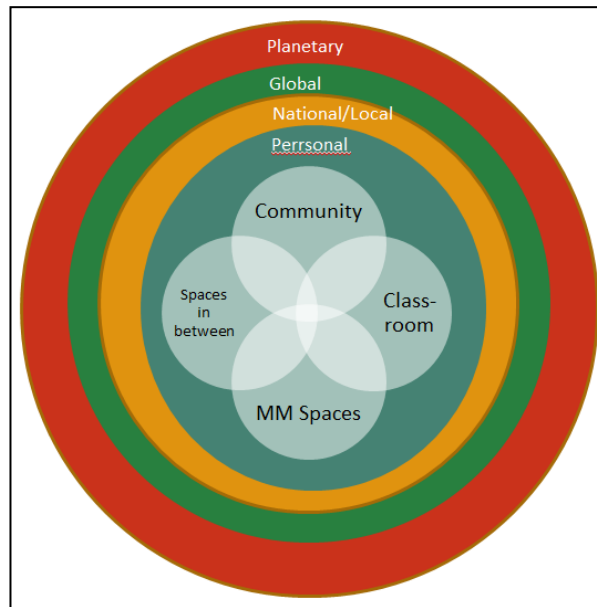 Planetary
Global
National/Local
Perrsonal
Community
Spaces
in
between
Class-
room
MM Spaces